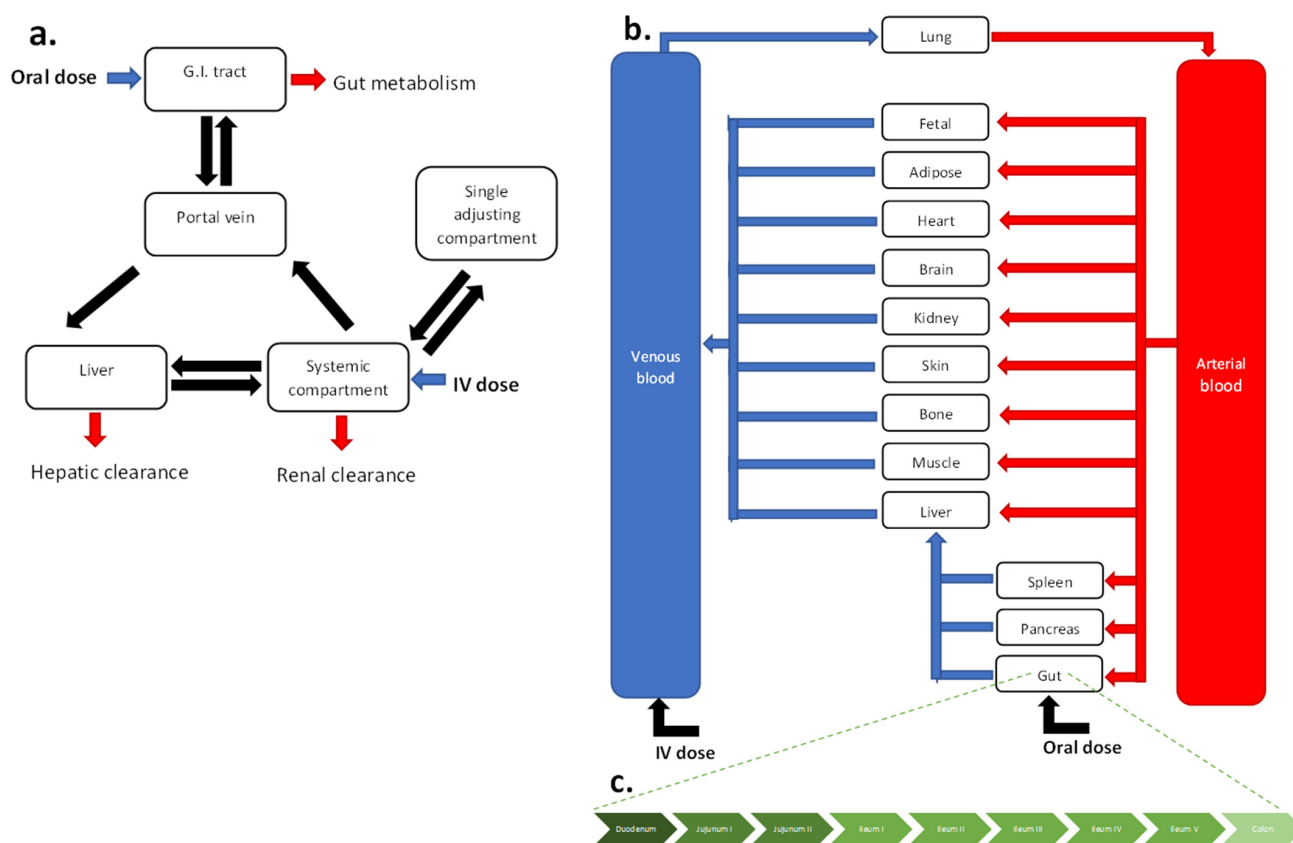 a.
Oral dose
G.I. tract
Gut metabolism
Portal vein
Single
adjusting
compartment
Liver
Systemic
compartment
IV dose
Hepatic clearance
Renal clearance
b.
Lung
Venous
blood
Arterial
blood
Fetal
Adipose
Heart
Brain
Kidney
Skin
Bone
Muscle
Liver
Spleen
Pancreas
Gut
IV dose
Oral dose
c.
Duodenum
Jujunum I
Jujunum II
Ileum I
Ileum II
Ileum III
Ileum IV
Ileum V
Colon